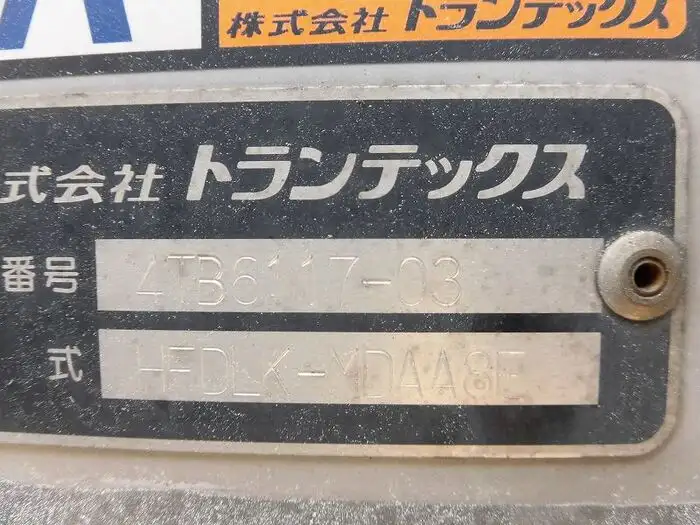 株式会社 トランテックス
式会社 トランテックス
番号 4TB6117-03
式 HFDLK-MDAA8E